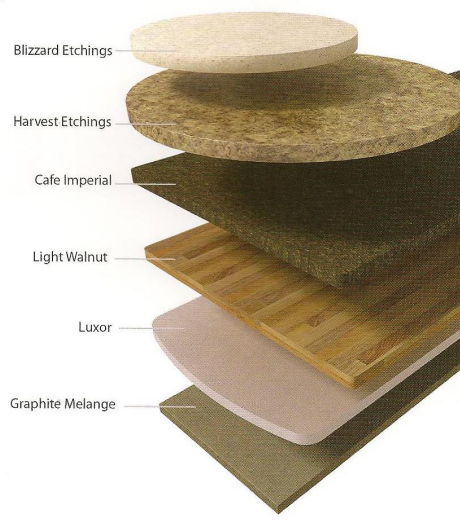 Blizzard Etchings
Harvest Etchings
Cafe Imperial
Light Walnut
Luxor
Graphite Melange